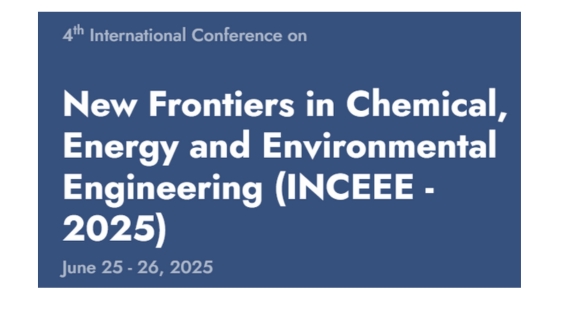 4th International Conference on
New Frontiers in Chemical,
Energy and Environmental
Engineering (INCEEE -
2025)
June 25 - 26, 2025